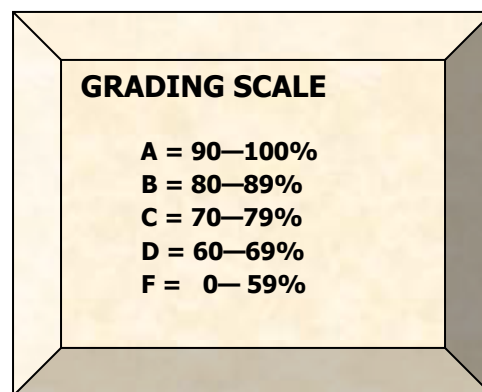 GRADING SCALE
A = 90—100%
B = 80—89%
C = 70—79%
D = 60—69%
F =   0— 59%